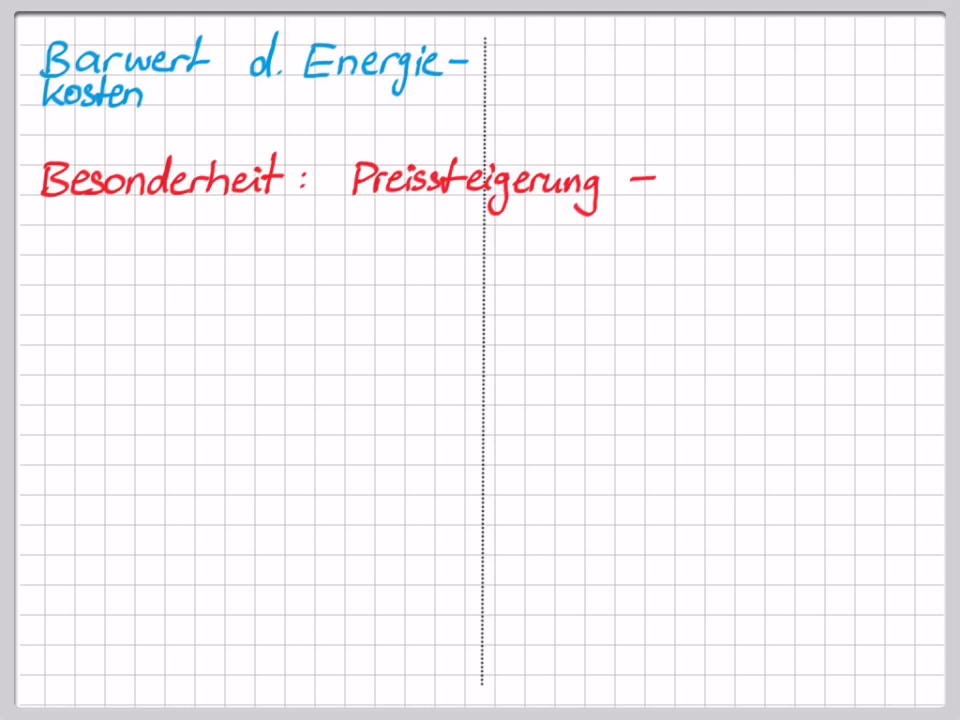 Barwert d. Energie-
kosten
Besonderheit: Preissteigerung -